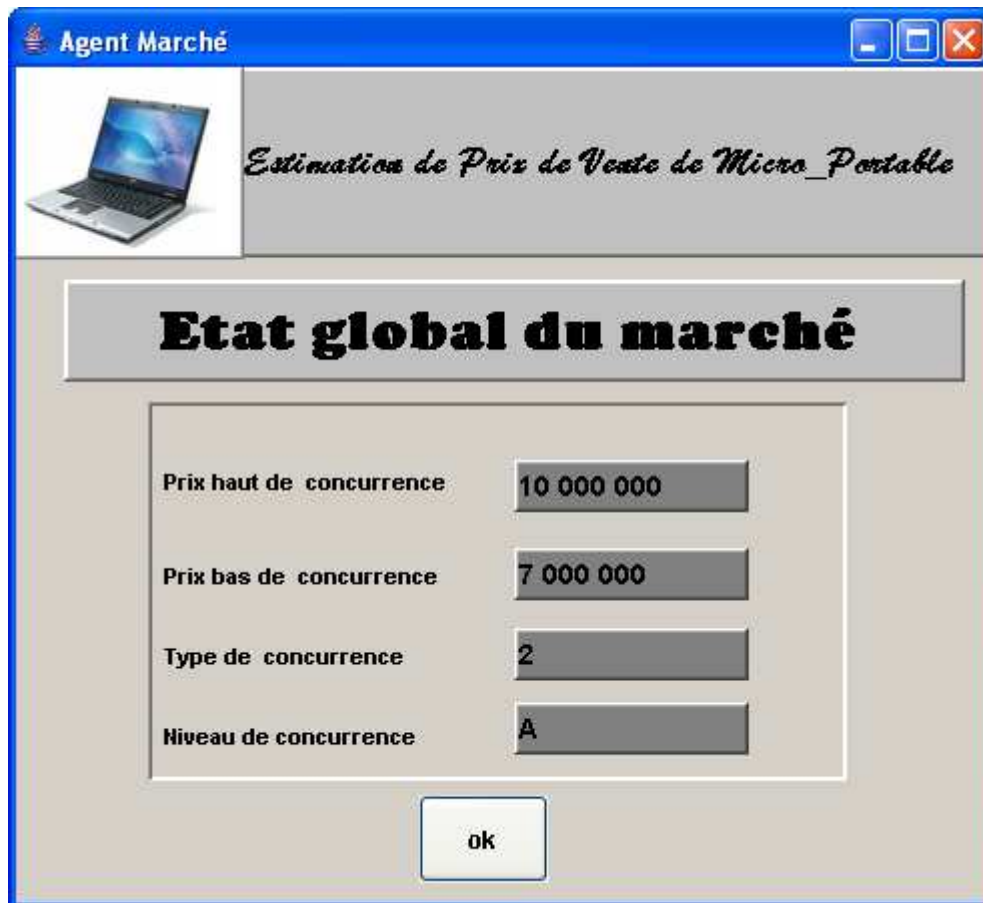 Agent Marché
Estimation de Prix de Vente de Micro_Portable
Etat global du marché
Prix haut de concurrence 10 000 000
Prix bas de concurrence 7 000 000
Type de concurrence 2
Niveau de concurrence A
ok